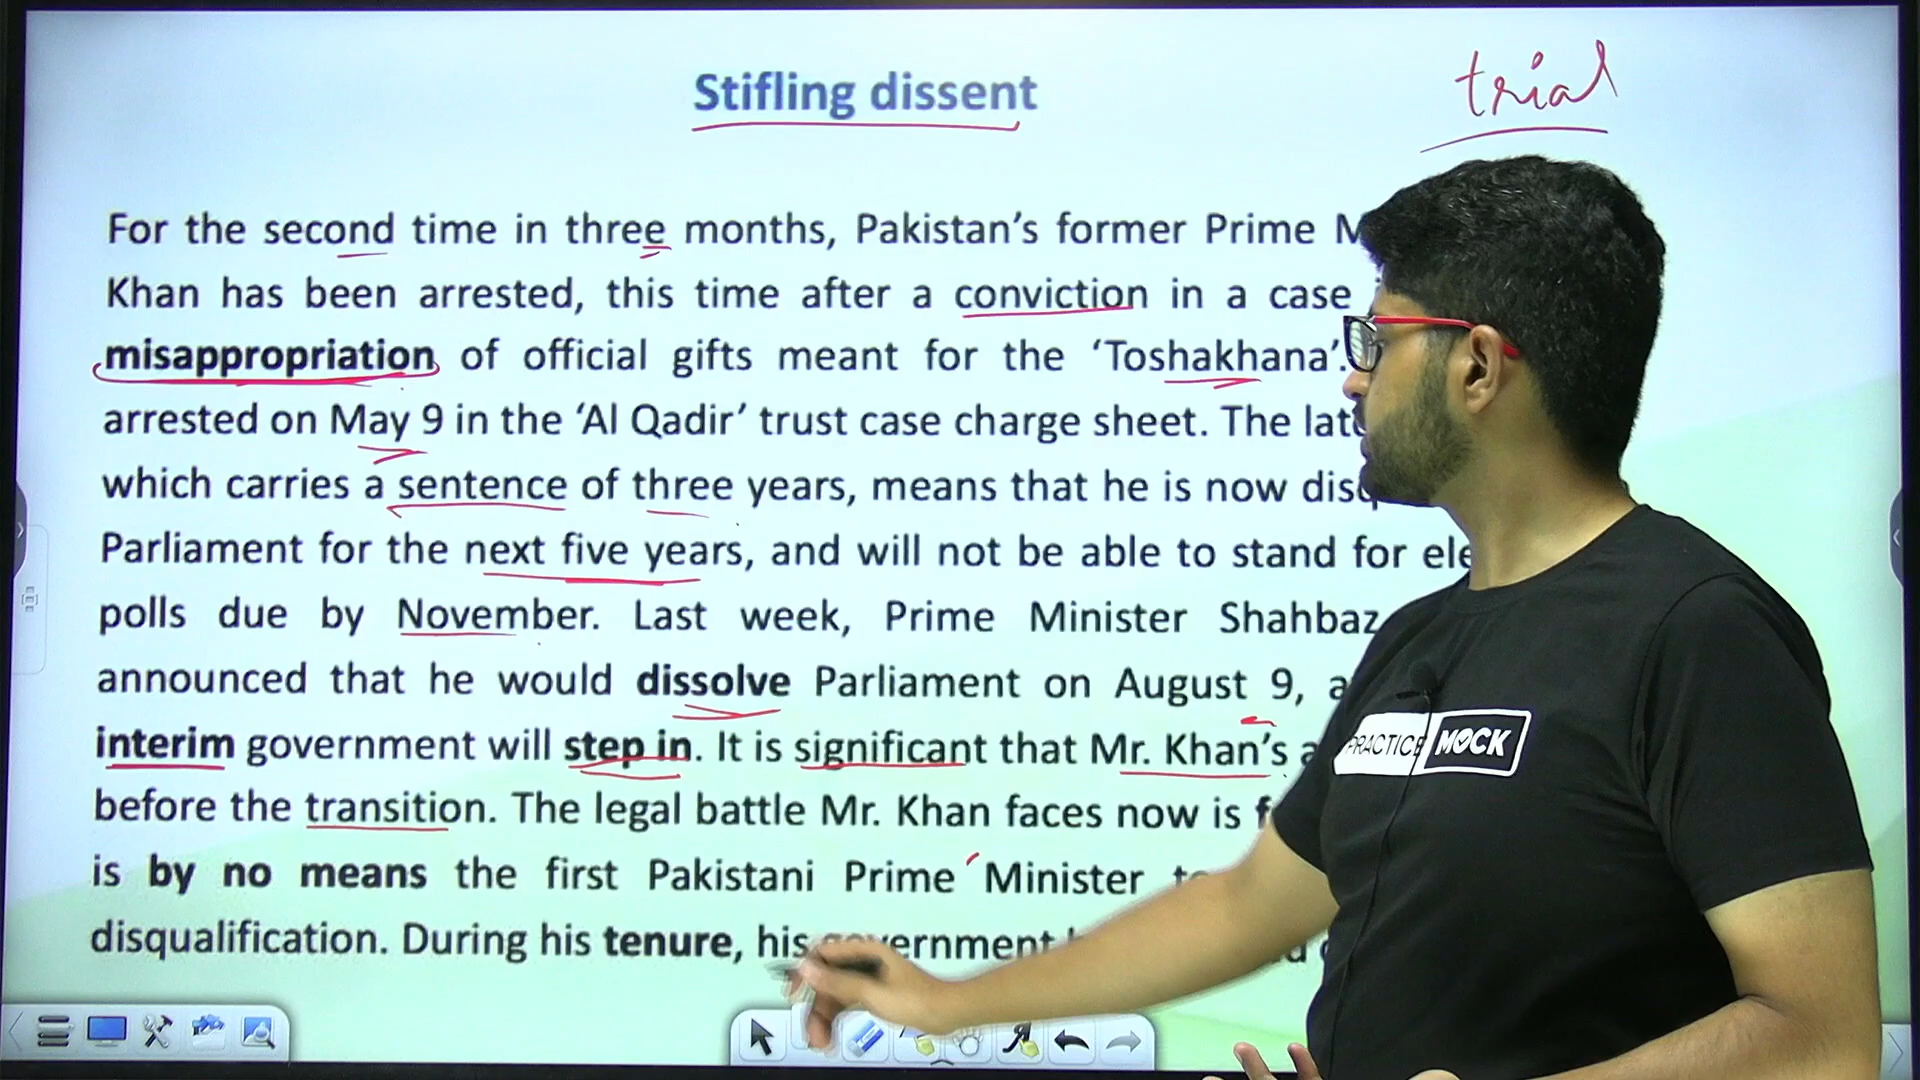 Stifling dissent
trial
For the second time in three months, Pakistan's former Prime
Khan has been arrested, this time after a conviction in a case
misappropriation of official gifts meant for the 'Toshakhana'.
arrested on May 9 in the 'Al Qadir' trust case charge sheet. The
which carries a sentence of three years, means that he is now
Parliament for the next five years, and will not be able to stand for
polls due by November. Last week, Prime Minister Shahbaz
announced that he would dissolve Parliament on August 9,
interim government will step in. It is significant that Mr. Khan's
before the transition. The legal battle Mr. Khan faces now is
is by no means the first Pakistani Prime Minister
disqualification. During his tenure, his government
PRACTICE MOCK